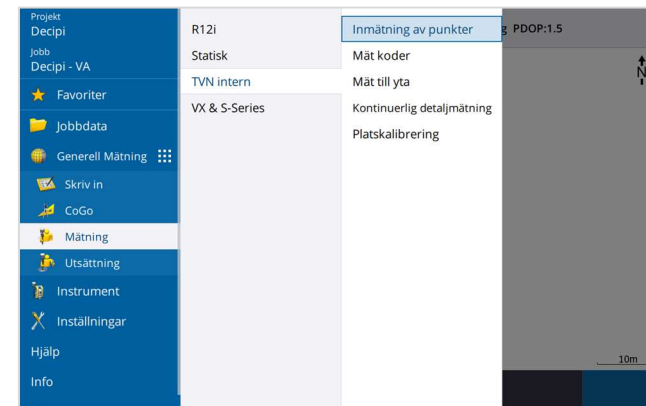 Projekt
Decipi
Jobb
Decipi - VA
Favoriter
Jobbdata
Generell Mätning
Skriv in
CoGo
Mätning
Utsättning
Instrument
Inställningar
Hjälp
Info
R12i
Statisk
TVN intern
VX & S-Series
Inmätning av punkter
Mät koder
Mät till yta
Kontinuerlig detaljmätning
Platskalibrering
PDOP:1.5
N
10m